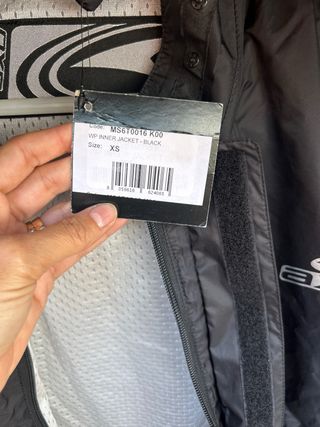 Code: MS6T0016 K00
WP INNER JACKET - BLACK
Size: XS